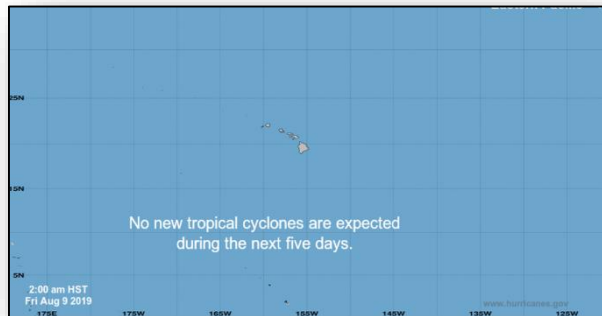 25N
15N
No new tropical cyclones are expected
during the next five days.
5N
2:00 am HST
Fri Aug 9 2019
www.hurricanes.gov
175E 175W 165W 155W 145W 135W 125W